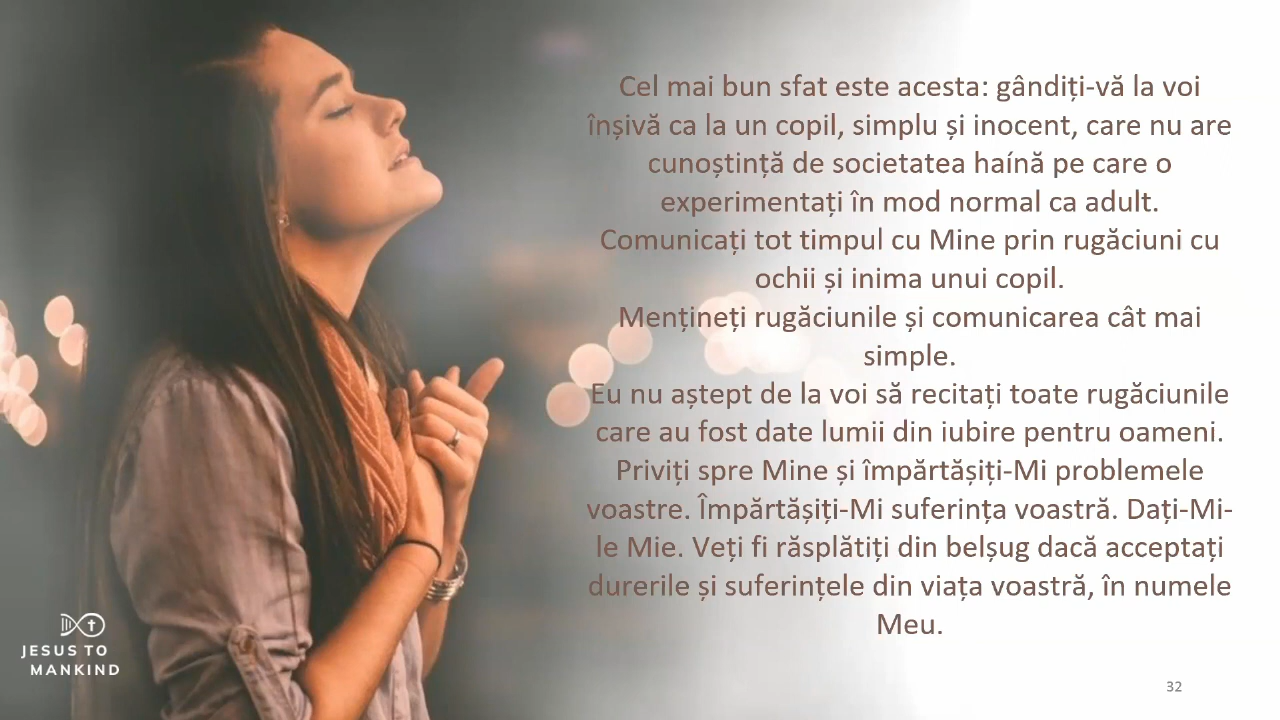 Cel mai bun sfat este acesta: gândiți-vă la voi
înșivă ca la un copil, simplu și inocent, care nu are
cunoștință de societatea haínă pe care o
experimentați în mod normal ca adult.
Comunicați tot timpul cu Mine prin rugăciuni cu
ochii și inima unui copil.
Mențineți rugăciunile și comunicarea cât mai
simple.
Eu nu aștept de la voi să recitați toate rugăciunile
care au fost date lumii din iubire pentru oameni.
Priviți spre Mine și împărtășiți-Mi problemele
voastre. Împărtășiți-Mi suferința voastră. Dați-Mi-
le Mie. Veți fi răsplătiți din belșug dacă acceptați
durerile și suferințele din viața voastră, în numele
Meu.
JESUS TO
MANKIND
32